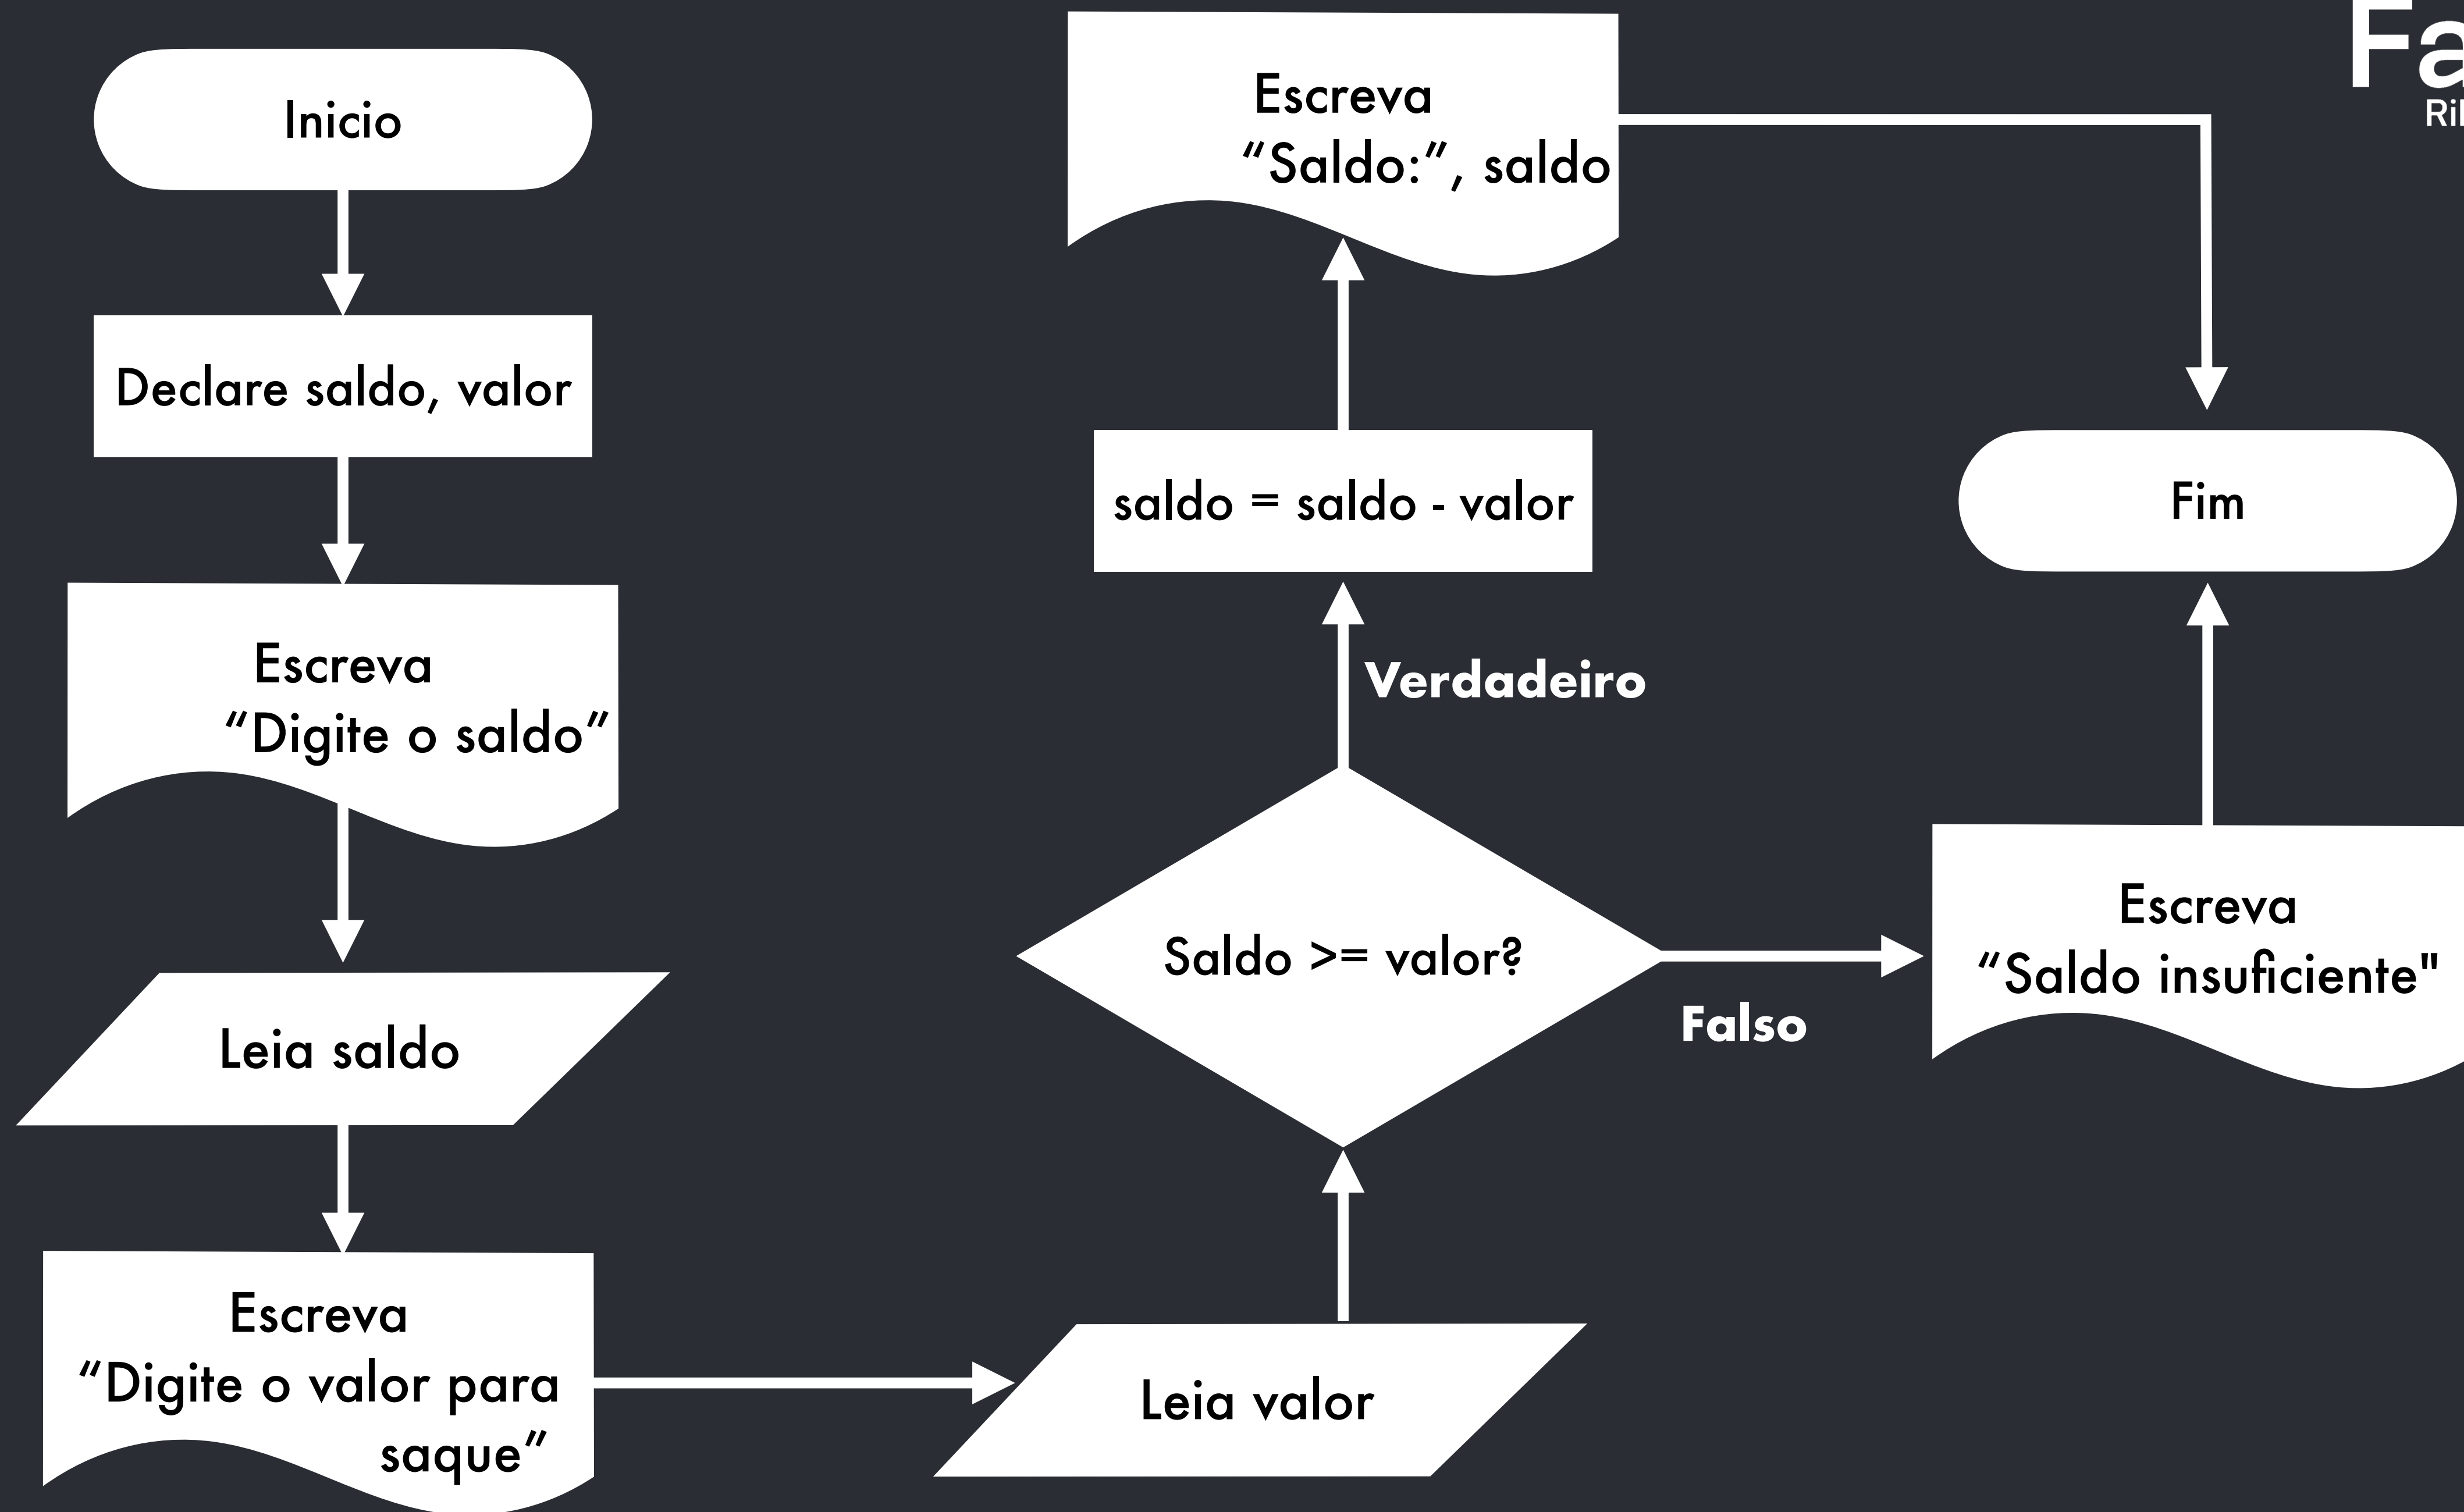 Inicio
Declare saldo, valor
Escreva
“Digite o saldo“
Leia saldo
Escreva
“Digite o valor para
saque“
Leia valor
Saldo >= valor?
Verdadeiro
saldo = saldo - valor
Escreva
“Saldo:“, saldo
Falso
Escreva
“Saldo insuficiente"
Fim